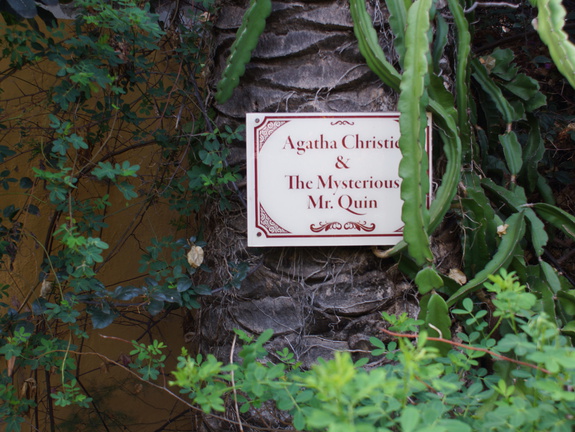 Agatha Christie
&
The Mysterious
Mr. Quin